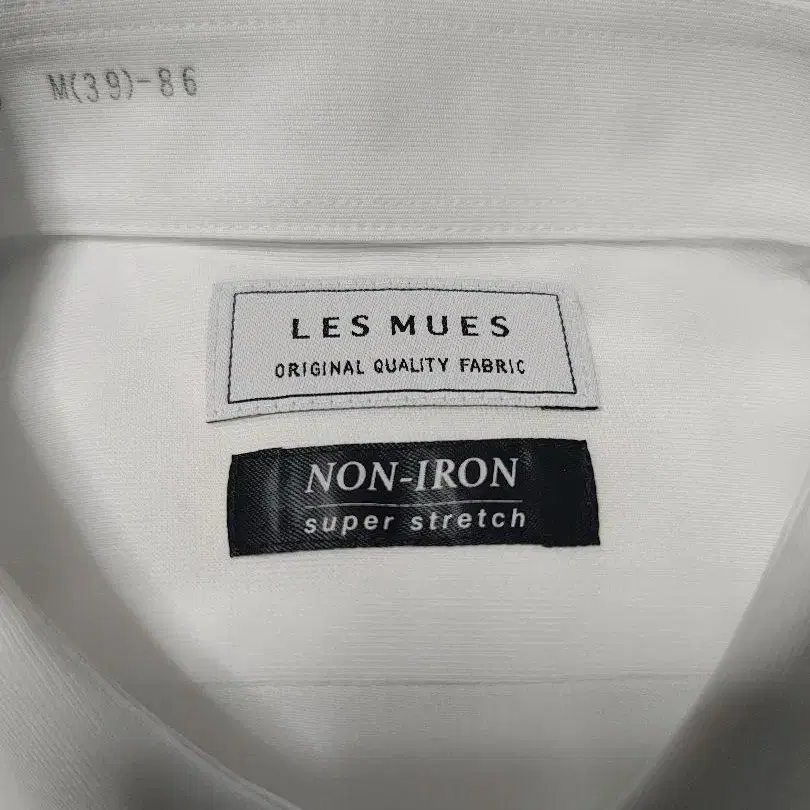 M(39)-86
LES MUES
ORIGINAL QUALITY FABRIC
NON-IRON
super stretch